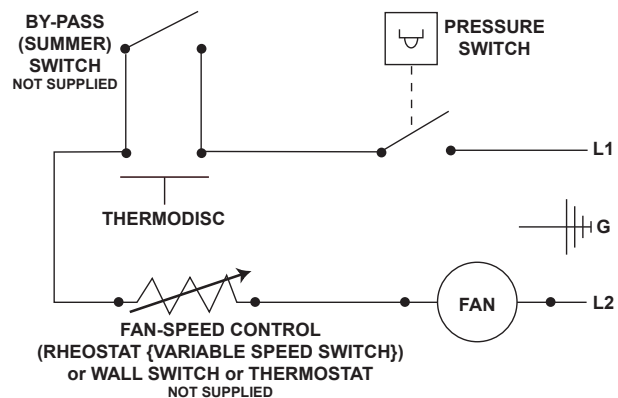 BY-PASS
(SUMMER)
SWITCH
NOT SUPPLIED
PRESSURE
SWITCH
L1
THERMODISC
G
FAN
L2
FAN-SPEED CONTROL
(RHEOSTAT {VARIABLE SPEED SWITCH})
or WALL SWITCH or THERMOSTAT
NOT SUPPLIED